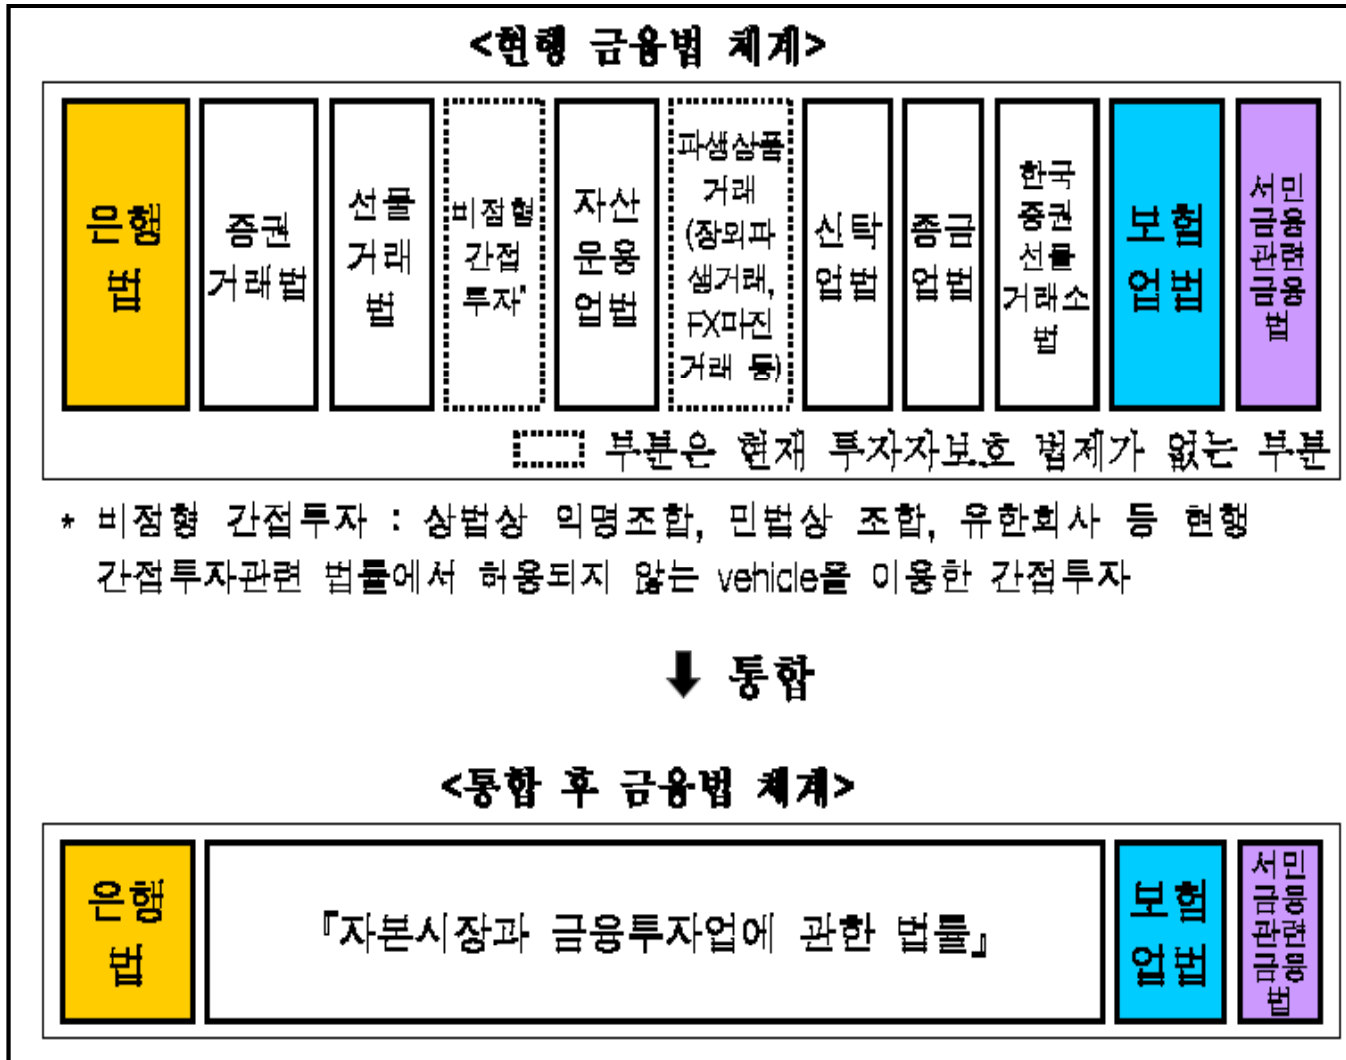 <현행 금융법 체계>
은행
법
증권
거래법
선물
거래
법
비점형
간접
투자*
자산
운용
업법
파생상품
거래
(장외파
생거래,
FX마진
거래 등)
신탁
업법
종금
업법
한국
증권
선물
거래소
법
보험
업법
서민
금융
관련
금융
법
부분은 현재 투자자보호 법제가 없는 부분
* 비점형 간접투자 : 상법상 익명조합, 민법상 조합, 유한회사 등 현행
간접투자관련 법률에서 허용되지 않는 vehicle을 이용한 간접투자
통합
<통합 후 금융법 체계>
은행
법
『자본시장과 금융투자업에 관한 법률』
보험
업법
서민
금융
관련
금융
법